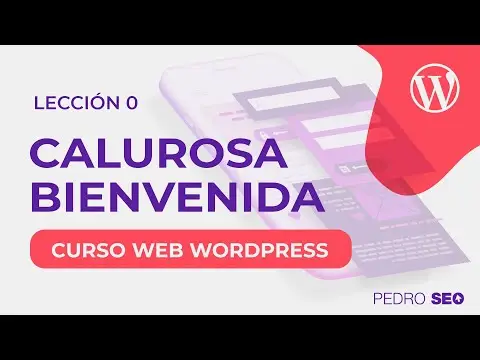 LECCIÓN 0
CALUROSA
BIENVENIDA
CURSO WEB WORDPRESS
PEDRO SEO